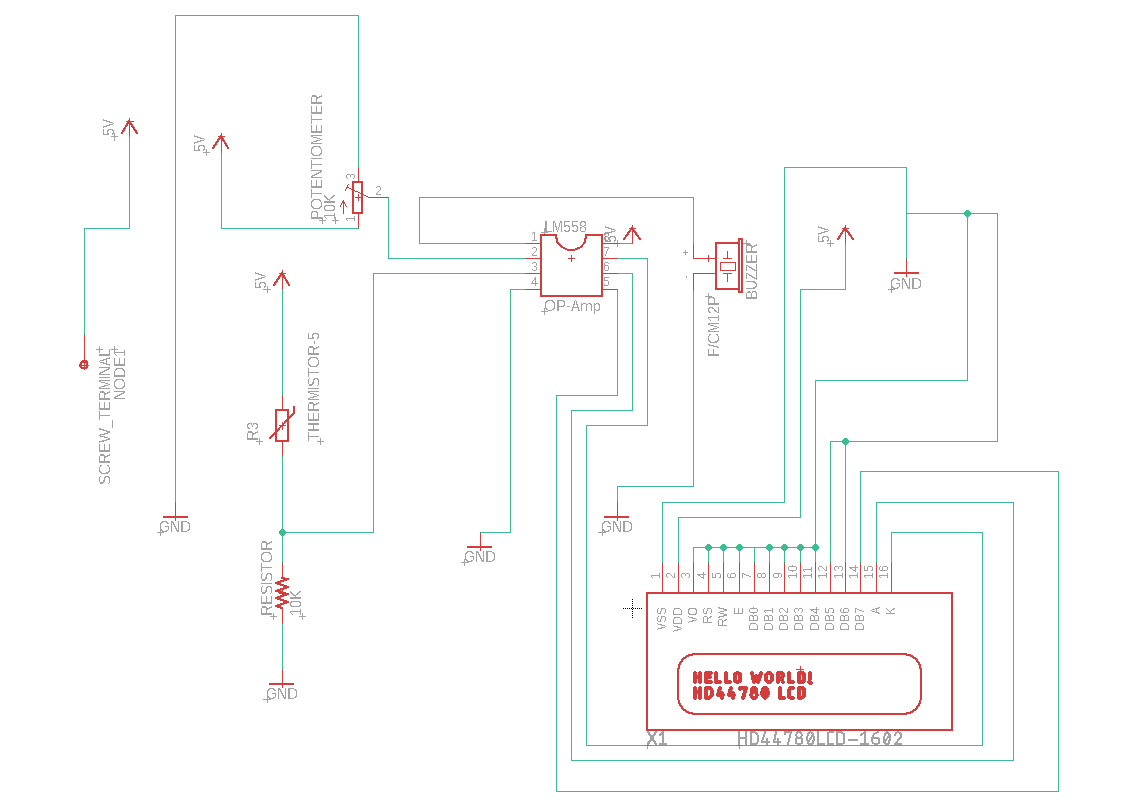 5V
5V
POTENTIOMETER
10K
3
2
1
LM558
1
2
3
4
8
7
6
5
5V
OP-Amp
+
-
BUZZER
F/CM12P
5V
GND
5V
THERMISTOR-5
R3
SCREW_TERMINAL
NODE1
GND
GND
GND
RESISTOR
10K
GND
1
2
3
4
5
6
7
8
9
10
11
12
13
14
15
16
VSS
VDD
VO
RS
RW
E
DB0
DB1
DB2
DB3
DB4
DB5
DB6
DB7
A
K
HELLO WORLD!
HD44780 LCD
X1
HD44780LCD-1602